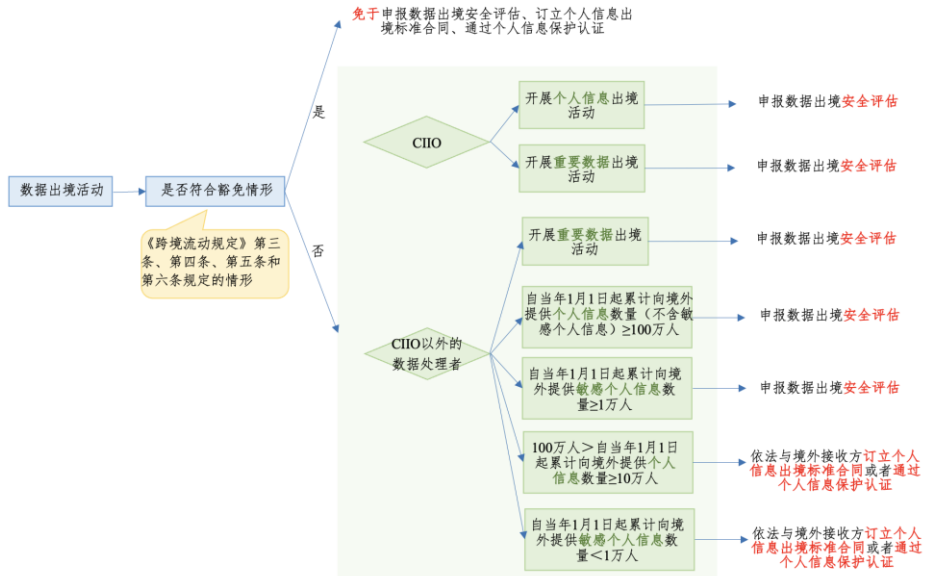 免于申报数据出境安全评估、订立个人信息出
境标准合同、通过个人信息保护认证
是
CIIO
开展个人信息出境
活动
申报数据出境安全评估
开展重要数据出境
活动
申报数据出境安全评估
数据出境活动
是否符合豁免情形
《跨境流动规定》第三
条、第四条、第五条和
第六条规定的情形
否
CIIO以外的
数据处理者
开展重要数据出境
活动
申报数据出境安全评估
自当年1月1日起累计向境外
提供个人信息数量（不含敏
感个人信息）≥100万人
申报数据出境安全评估
自当年1月1日起累计向境
外提供敏感个人信息数
量≥1万人
申报数据出境安全评估
100万人＞自当年1月1日
起累计向境外提供个人
信息数量≥10万人
依法与境外接收方订立个人
信息出境标准合同或者通过
个人信息保护认证
自当年1月1日起累计向境
外提供敏感个人信息数
量＜1万人
依法与境外接收方订立个人
信息出境标准合同或者通过
个人信息保护认证